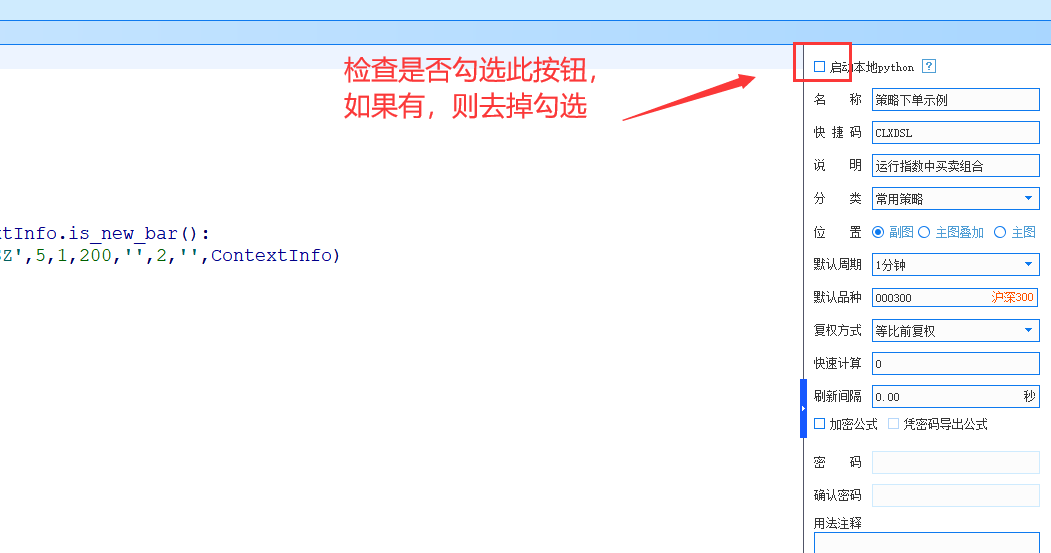 检查是否勾选此按钮，
如果有，则去掉勾选
启动本地python ?
名 称 策略下单示例
快 捷 码 CLXDSL
说 明 运行指数中买卖组合
分 类 常用策略
位 置 副图 主图叠加 主图
默认周期 1分钟
默认品种 000300 沪深300
复权方式 等比前复权
快速计算 0
刷新间隔 0.00 秒
加密公式 凭密码导出公式
密 码
确认密码
用法注释
tInfo.is_new_bar():
Z',5,1,200,'',2,'',ContextInfo)